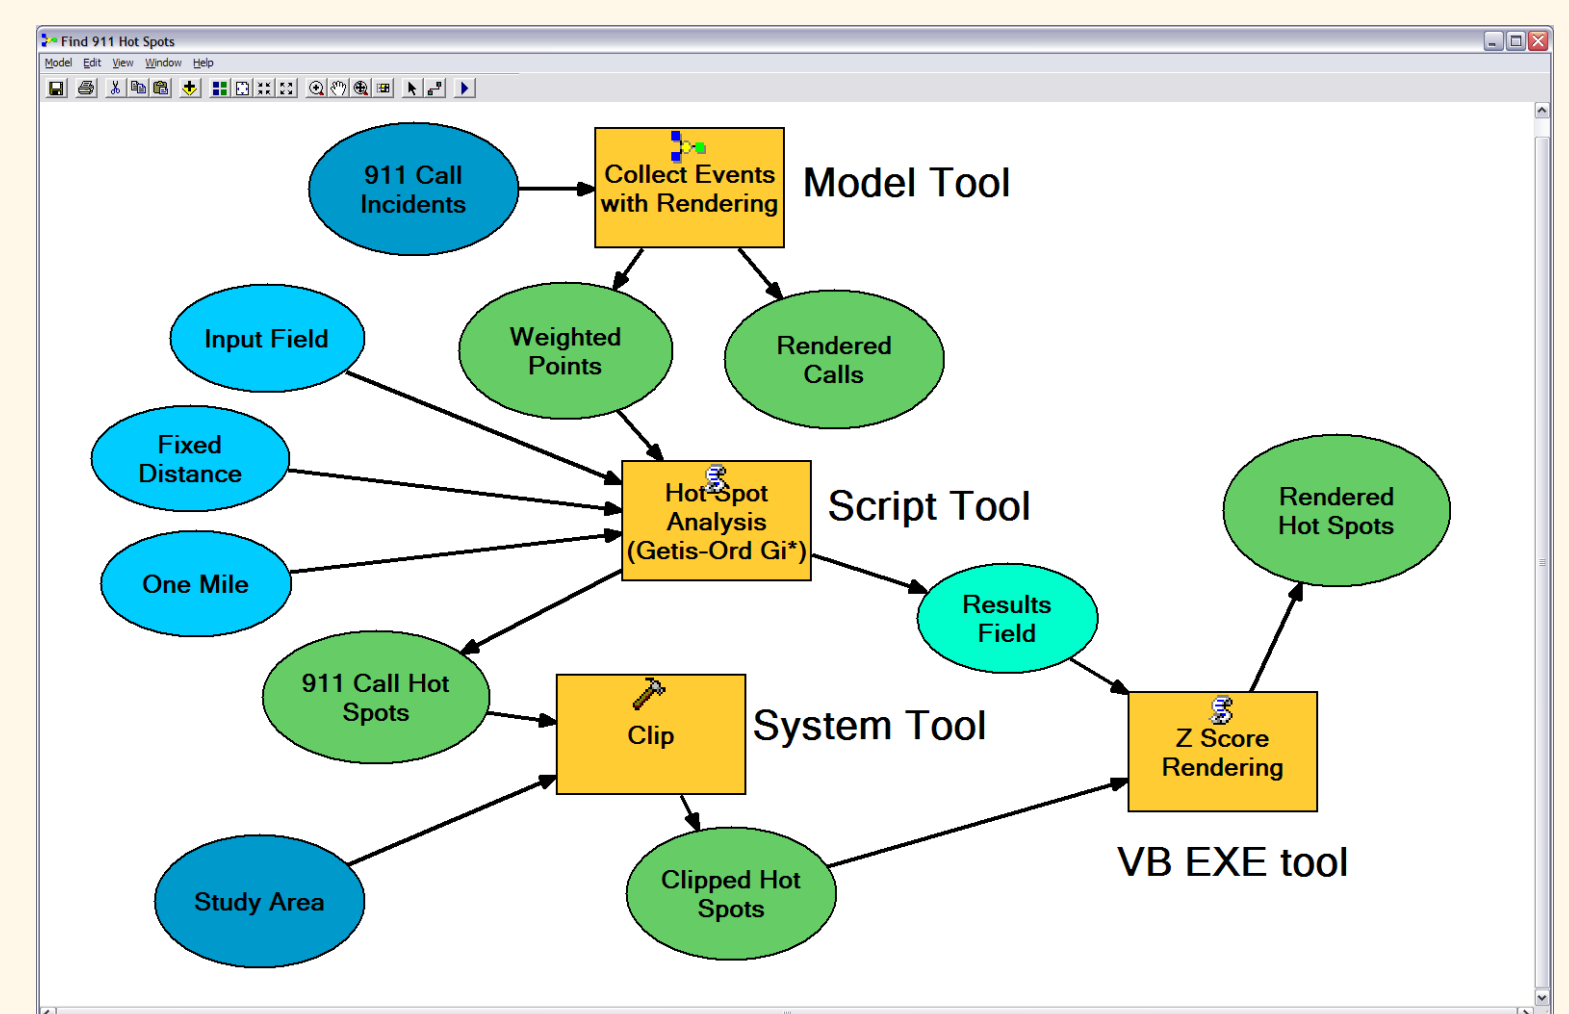 Find 911 Hot Spots
Model Edit View Window Help
911 Call
Incidents
Collect Events
with Rendering
Model Tool
Input Field
Weighted
Points
Rendered
Calls
Fixed
Distance
Hot Spot
Analysis
(Getis-Ord Gi*)
Script Tool
Rendered
Hot Spots
One Mile
Results
Field
911 Call Hot
Spots
Clip
System Tool
Z Score
Rendering
VB EXE tool
Study Area
Clipped Hot
Spots